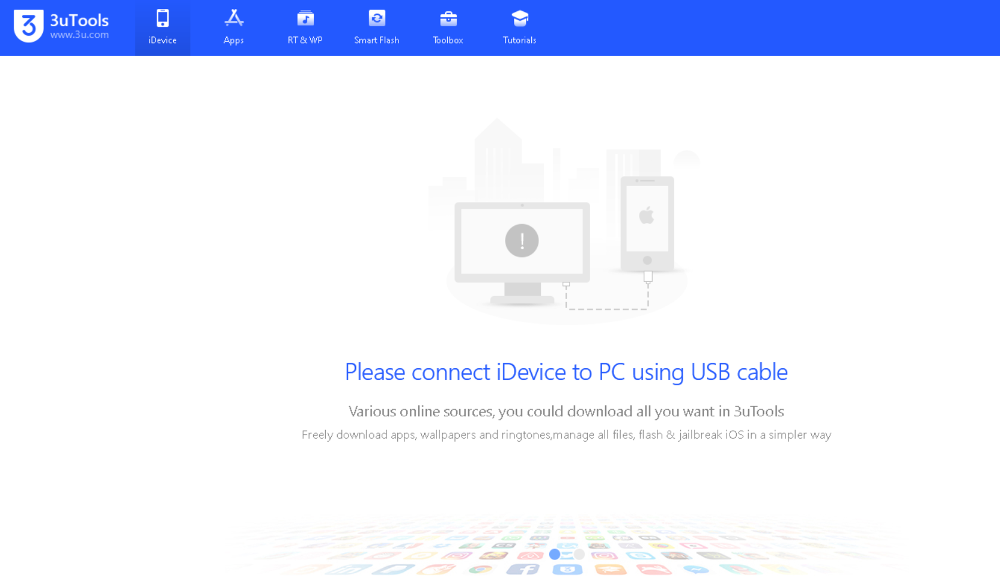 3uTools
www.3u.com
iDevice
Apps
RT & WP
Smart Flash
Toolbox
Tutorials
Please connect iDevice to PC using USB cable
Various online sources, you could download all you want in 3uTools
Freely download apps, wallpapers and ringtones,manage all files, flash & jailbreak iOS in a simpler way